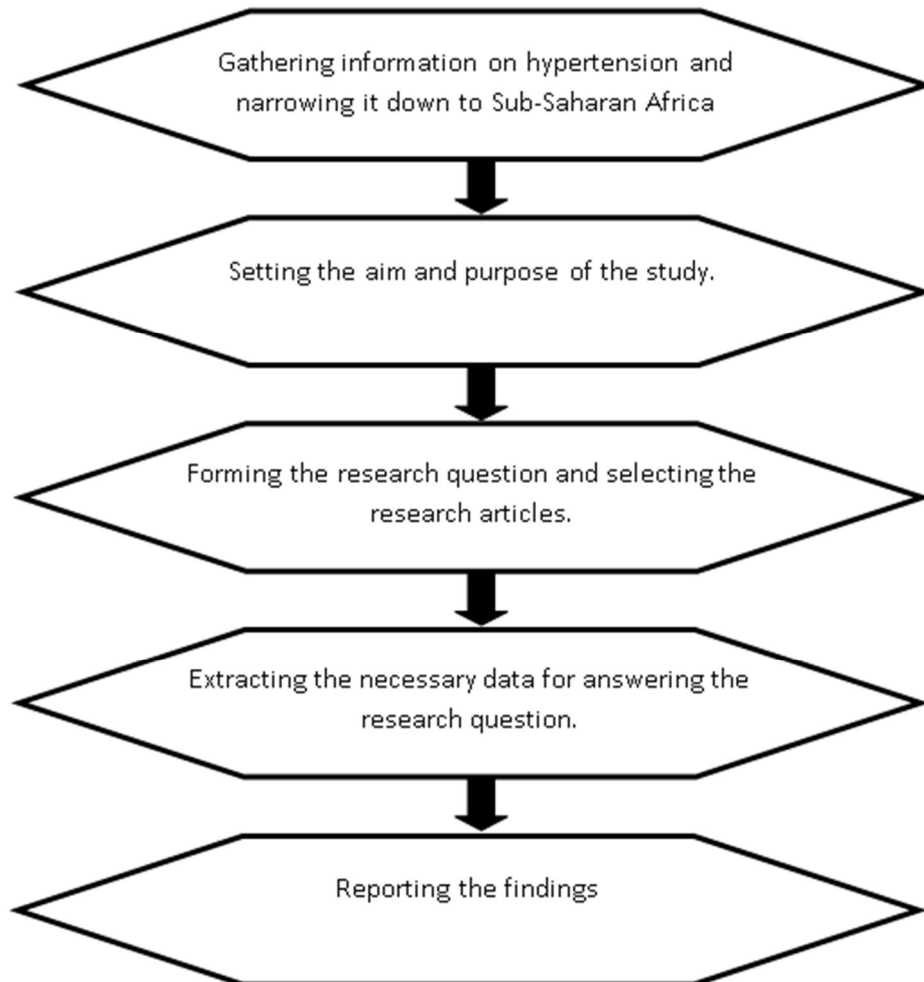 Gathering information on hypertension and
narrowing it down to Sub-Saharan Africa
Setting the aim and purpose of the study.
Forming the research question and selecting the
research articles.
Extracting the necessary data for answering the
research question.
Reporting the findings